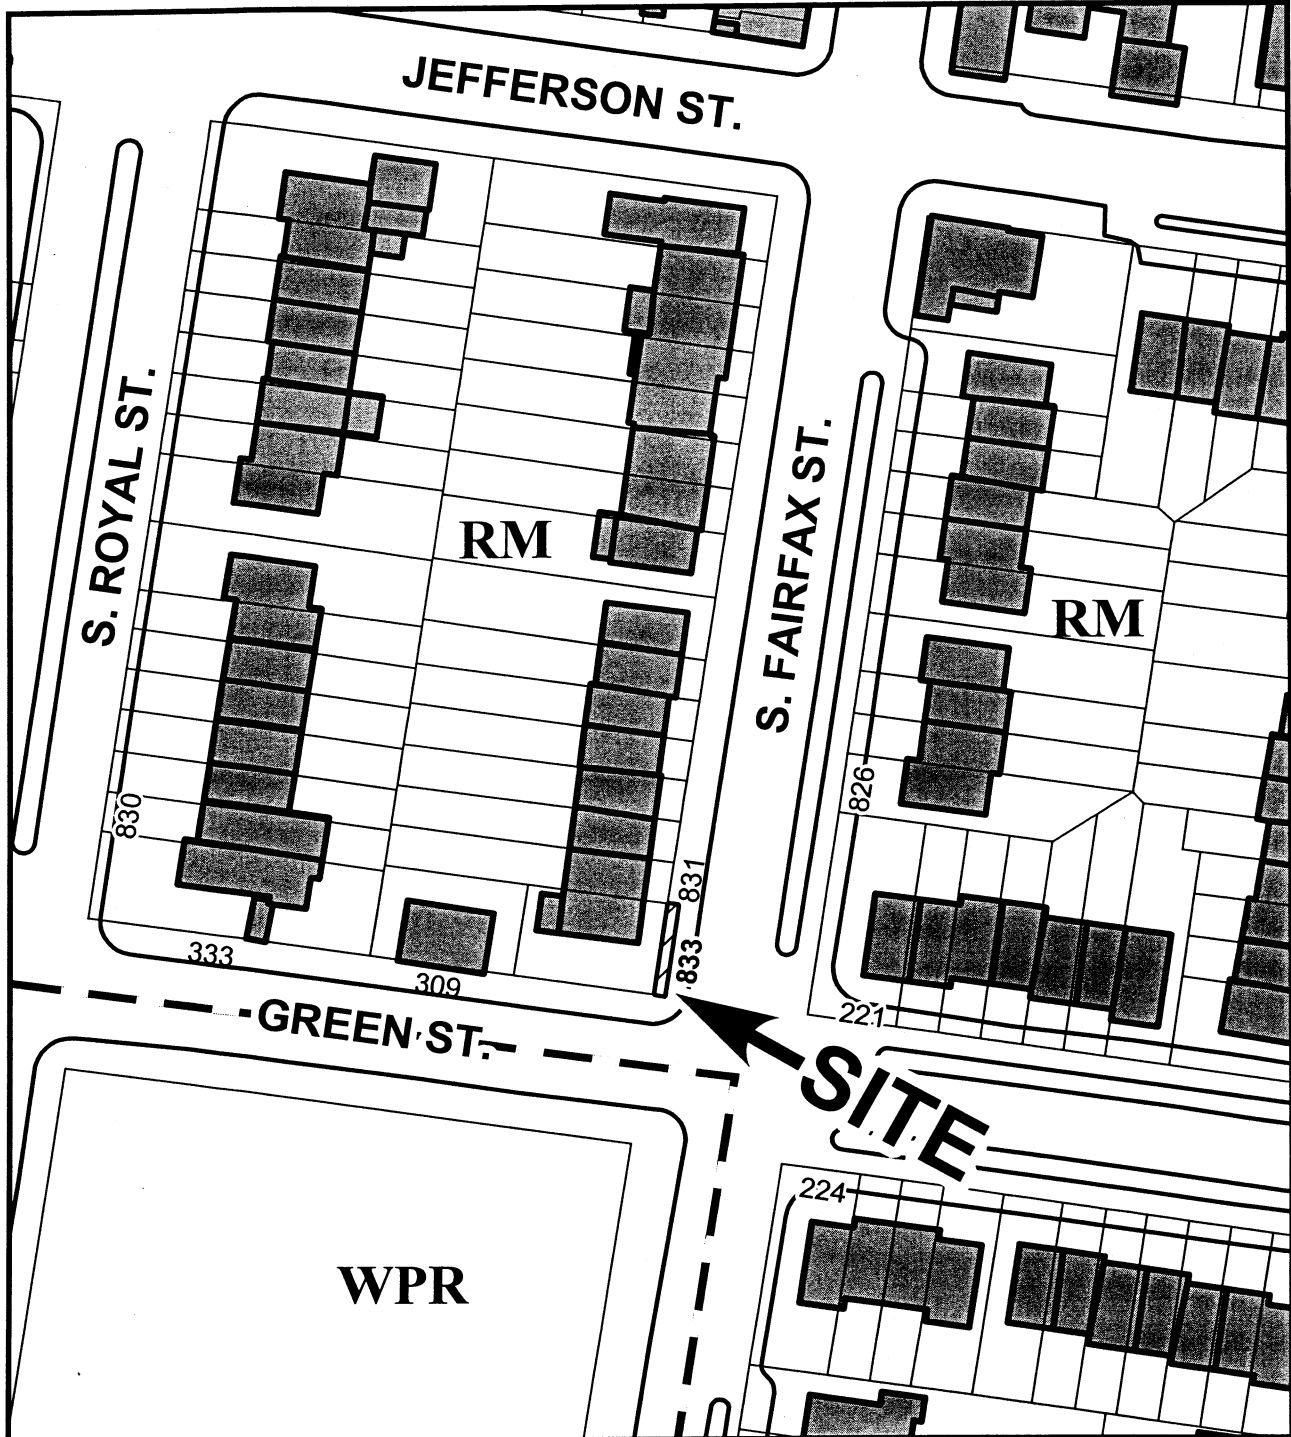 JEFFERSON ST.
S. ROYAL ST.
S. FAIRFAX ST.
RM
RM
830
826
831
833
333
309
221
GREEN ST.
SITE
224
WPR